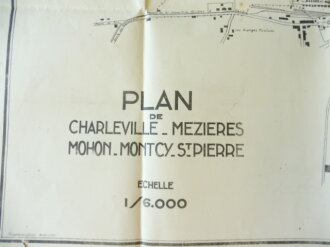 PLAN
DE
CHARLEVILLE - MEZIERES
MOHON - MONTCY - ST PIERRE
ECHELLE
1/6.000